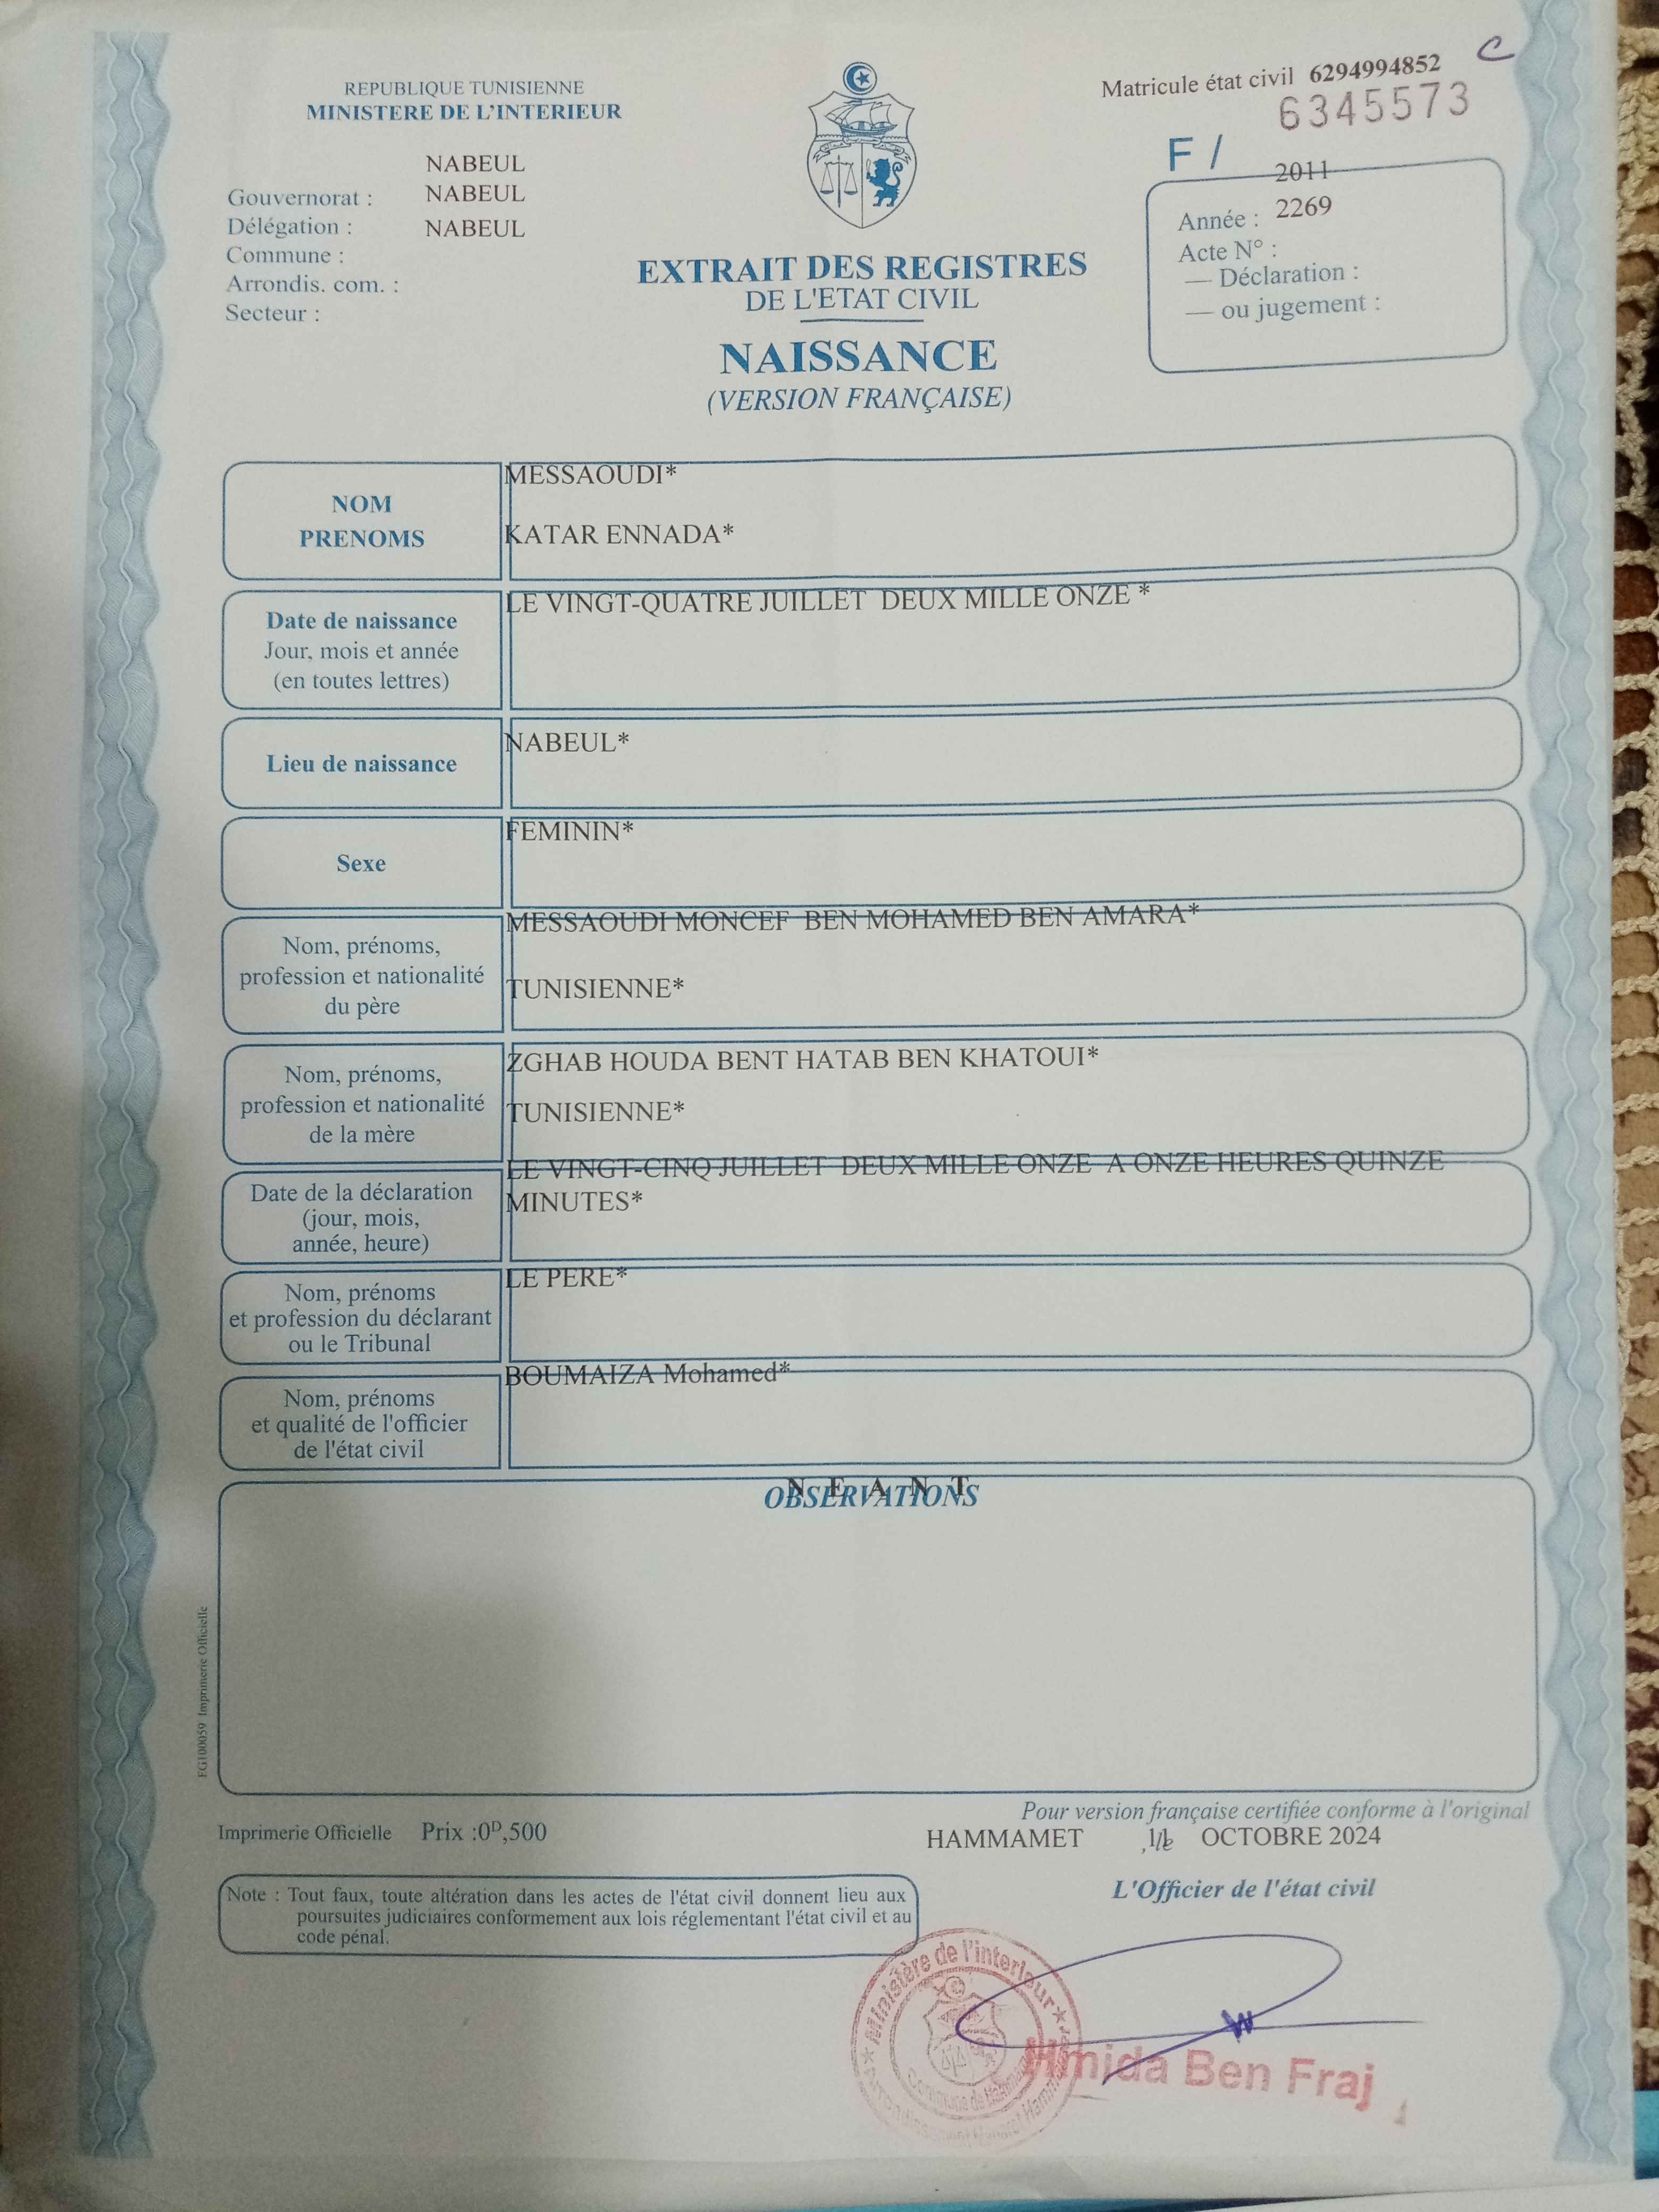 REPUBLIQUE TUNISIENNE
MINISTERE DE L'INTERIEUR
NABEUL
Gouvernorat : NABEUL
Délégation : NABEUL
Commune :
Arrondis. com. :
Secteur :
Matricule état civil 6294994852
6345573
F /
2011
Année : 2269
Acte N° :
— Déclaration :
— ou jugement :
EXTRAIT DES REGISTRES
DE L'ETAT CIVIL
NAISSANCE
(VERSION FRANÇAISE)
NOM
PRENOMS
MESSAOUDI*
KATAR ENNADA*
Date de naissance
Jour, mois et année
(en toutes lettres)
LE VINGT-QUATRE JUILLET DEUX MILLE ONZE *
Lieu de naissance
NABEUL*
Sexe
FEMININ*
Nom, prénoms,
profession et nationalité
du père
MESSAOUDI MONCEF BEN MOHAMED BEN AMARA*
TUNISIENNE*
Nom, prénoms,
profession et nationalité
de la mère
ZGHAB HOUDA BENT HATAB BEN KHATOUI*
TUNISIENNE*
Date de la déclaration
(jour, mois,
année, heure)
LE VINGT-CINQ JUILLET DEUX MILLE ONZE A ONZE HEURES QUINZE
MINUTES*
Nom, prénoms
et profession du déclarant
ou le Tribunal
LE PERE*
Nom, prénoms
et qualité de l'officier
de l'état civil
BOUMAIZA Mohamed*
N E A N T
OBSERVATIONS
FG100059 Imprimerie Officielle
Pour version française certifiée conforme à l'original
Imprimerie Officielle Prix :0ᴰ,500
HAMMAMET OCTOBRE 2024
L'Officier de l'état civil
Note : Tout faux, toute altération dans les actes de l'état civil donnent lieu aux
poursuites judiciaires conformement aux lois réglementant l'état civil et au
code pénal.
Ministère de l'interieur
Commune de
Hmida Ben Fraj